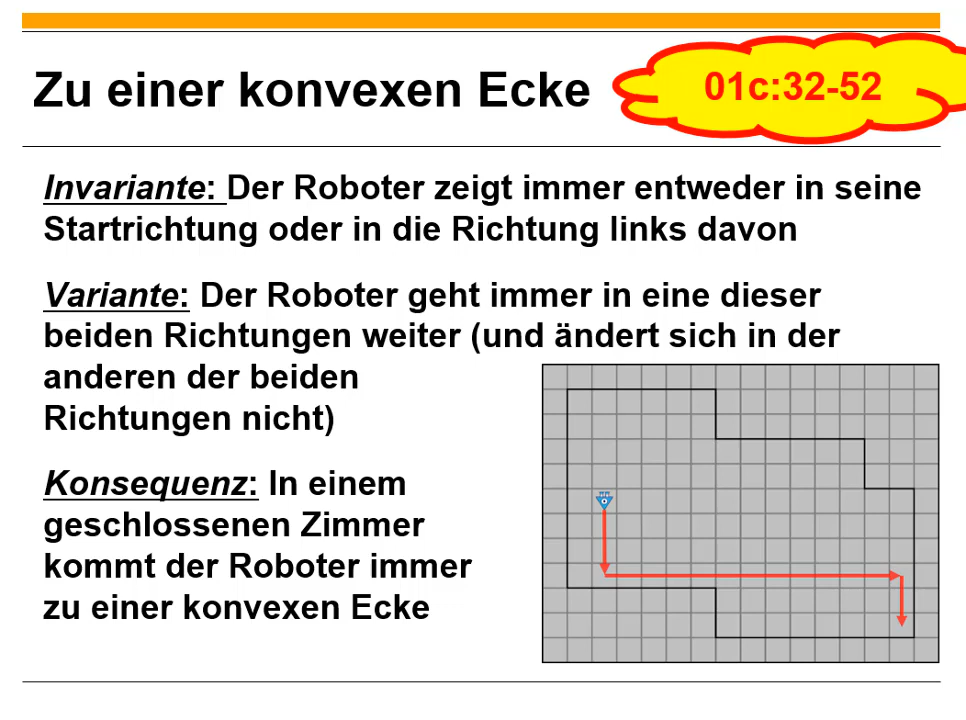 Zu einer konvexen Ecke
01c:32-52
Invariante: Der Roboter zeigt immer entweder in seine
Startrichtung oder in die Richtung links davon
Variante: Der Roboter geht immer in eine dieser
beiden Richtungen weiter (und ändert sich in der
anderen der beiden
Richtungen nicht)
Konsequenz: In einem
geschlossenen Zimmer
kommt der Roboter immer
zu einer konvexen Ecke